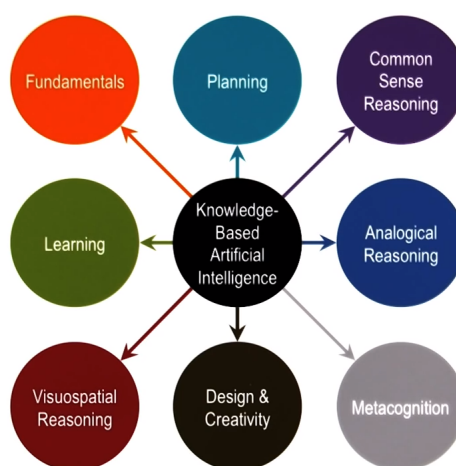 Fundamentals
Planning
Common
Sense
Reasoning
Learning
Knowledge-
Based
Artificial
Intelligence
Analogical
Reasoning
Visuospatial
Reasoning
Design &
Creativity
Metacognition